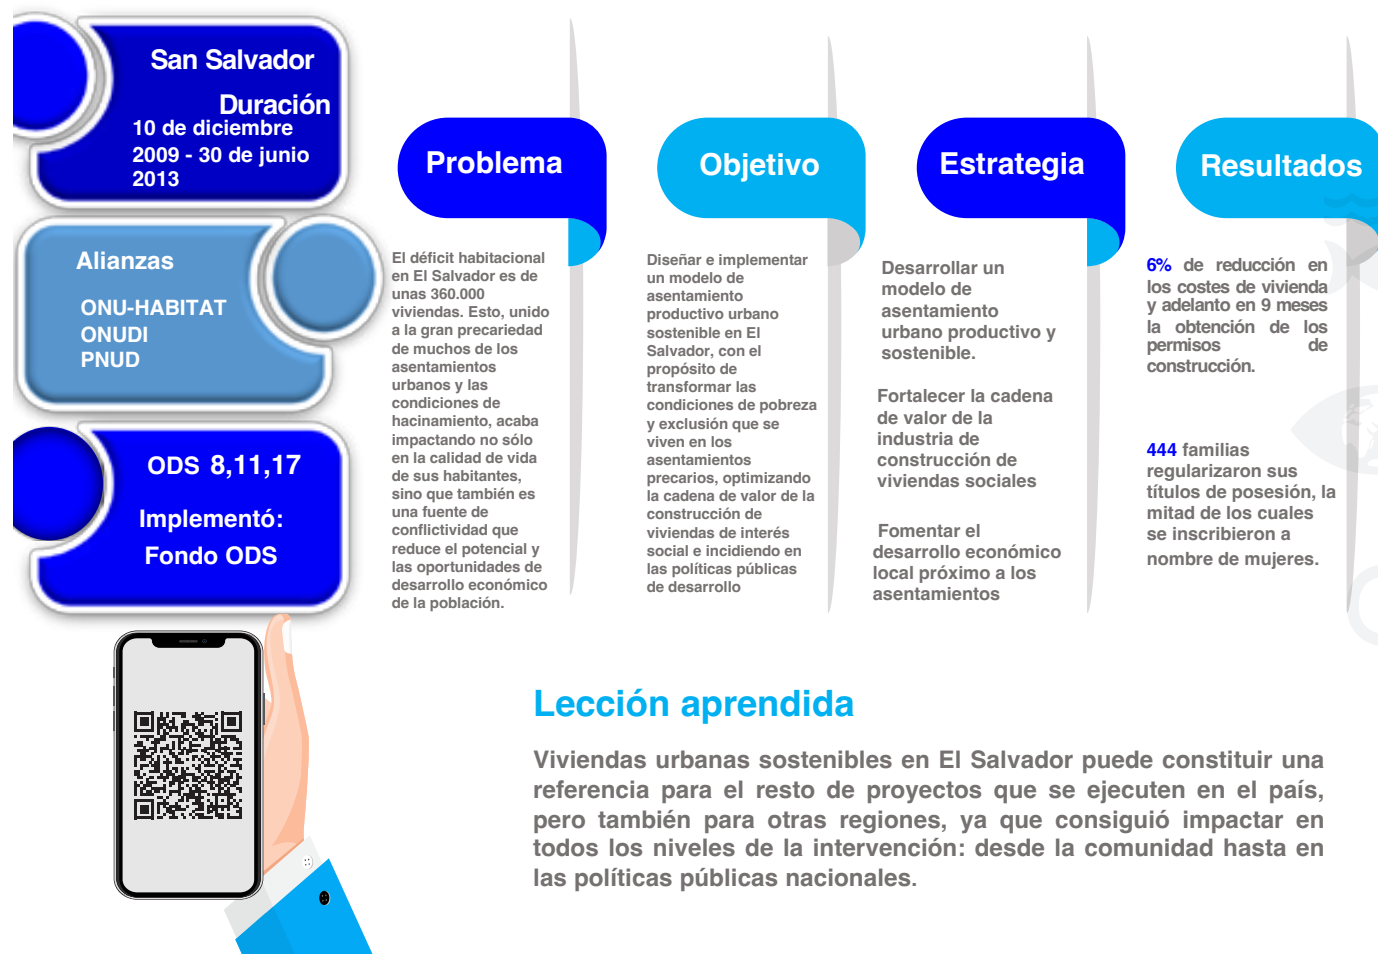 San Salvador
Duración
10 de diciembre
2009 - 30 de junio
2013
Alianzas
ONU-HABITAT
ONUDI
PNUD
ODS 8,11,17
Implementó:
Fondo ODS
Problema
El déficit habitacional
en El Salvador es de
unas 360.000
viviendas. Esto, unido
a la gran precariedad
de muchos de los
asentamientos
urbanos y las
condiciones de
hacinamiento, acaba
impactando no sólo
en la calidad de vida
de sus habitantes,
sino que también es
una fuente de
conflictividad que
reduce el potencial y
las oportunidades de
desarrollo económico
de la población.
Objetivo
Diseñar e implementar
un modelo de
asentamiento
productivo urbano
sostenible en El
Salvador, con el
propósito de
transformar las
condiciones de pobreza
y exclusión que se
viven en los
asentamientos
precarios, optimizando
la cadena de valor de la
construcción de
viviendas de interés
social e incidiendo en
las políticas públicas
de desarrollo
Estrategia
Desarrollar un
modelo de
asentamiento
urbano productivo y
sostenible.
Fortalecer la cadena
de valor de la
industria de
construcción de
viviendas sociales
Fomentar el
desarrollo económico
local próximo a los
asentamientos
Resultados
6% de reducción en
los costes de vivienda
y adelanto en 9 meses
la obtención de los
permisos de
construcción.
444 familias
regularizaron sus
títulos de posesión, la
mitad de los cuales
se inscribieron a
nombre de mujeres.
Lección aprendida
Viviendas urbanas sostenibles en El Salvador puede constituir una
referencia para el resto de proyectos que se ejecuten en el país,
pero también para otras regiones, ya que consiguió impactar en
todos los niveles de la intervención: desde la comunidad hasta en
las políticas públicas nacionales.